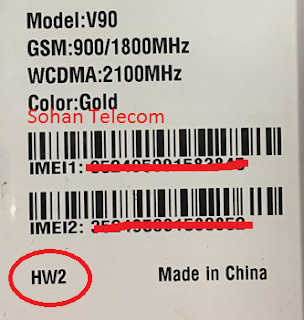 Model:V90
GSM:900/1800MHz
WCDMA:2100MHz
Color:Gold
Sohan Telecom
IMEI1:
IMEI2:
HW2
Made in China